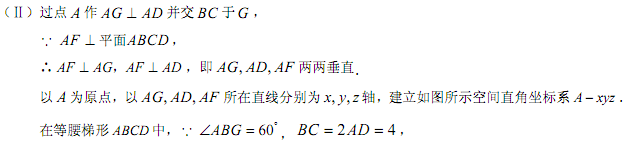 （Ⅱ）过点 A 作 AG ⊥ AD 并交 BC 于 G ，
∵ AF ⊥ 平面ABCD ，
∴ AF ⊥ AG，AF ⊥ AD ，即 AG, AD, AF 两两垂直．
以 A 为原点，以 AG, AD, AF 所在直线分别为 x, y, z 轴，建立如图所示空间直角坐标系 A－xyz ．
在等腰梯形 ABCD 中，∵ ∠ABG = 60°，BC = 2AD = 4 ，